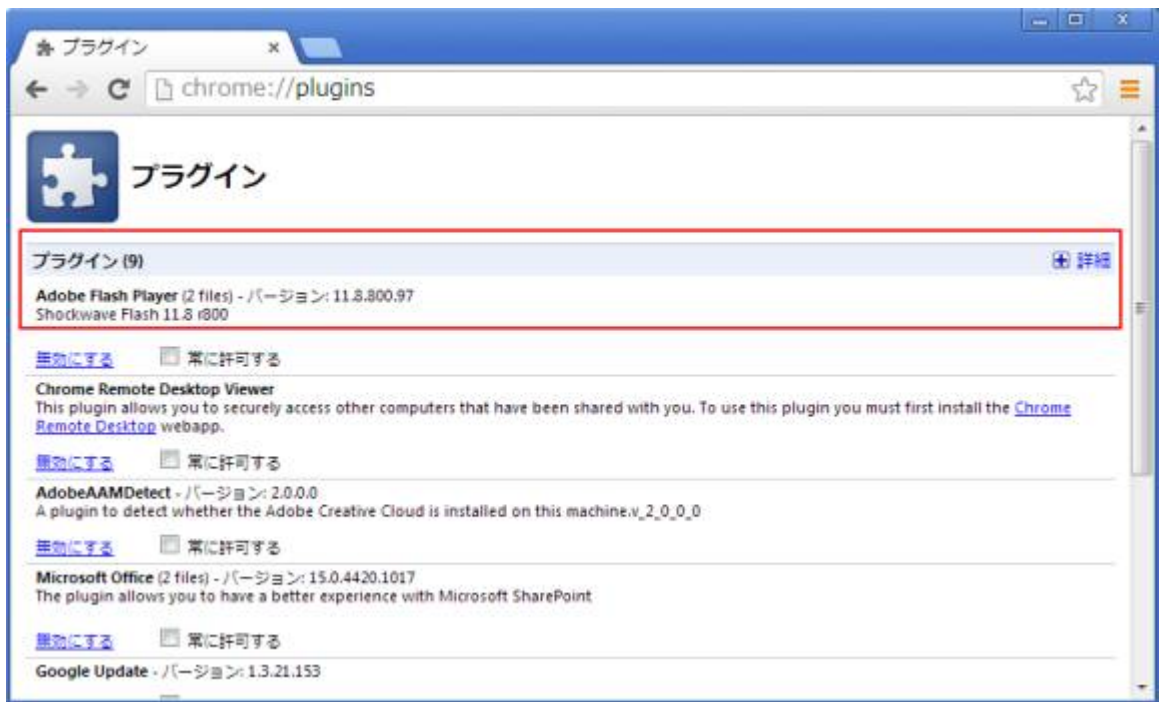 プラグイン
chrome://plugins
プラグイン
プラグイン (9)
詳細
Adobe Flash Player (2 files) - バージョン: 11.8.800.97
Shockwave Flash 11.8 r800
無効にする 常に許可する
Chrome Remote Desktop Viewer
This plugin allows you to securely access other computers that have been shared with you. To use this plugin you must first install the Chrome
Remote Desktop webapp.
無効にする 常に許可する
AdobeAAMDetect - バージョン: 2.0.0.0
A plugin to detect whether the Adobe Creative Cloud is installed on this machine.v_2_0_0_0
無効にする 常に許可する
Microsoft Office (2 files) - バージョン: 15.0.4420.1017
The plugin allows you to have a better experience with Microsoft SharePoint
無効にする 常に許可する
Google Update - バージョン: 1.3.21.153